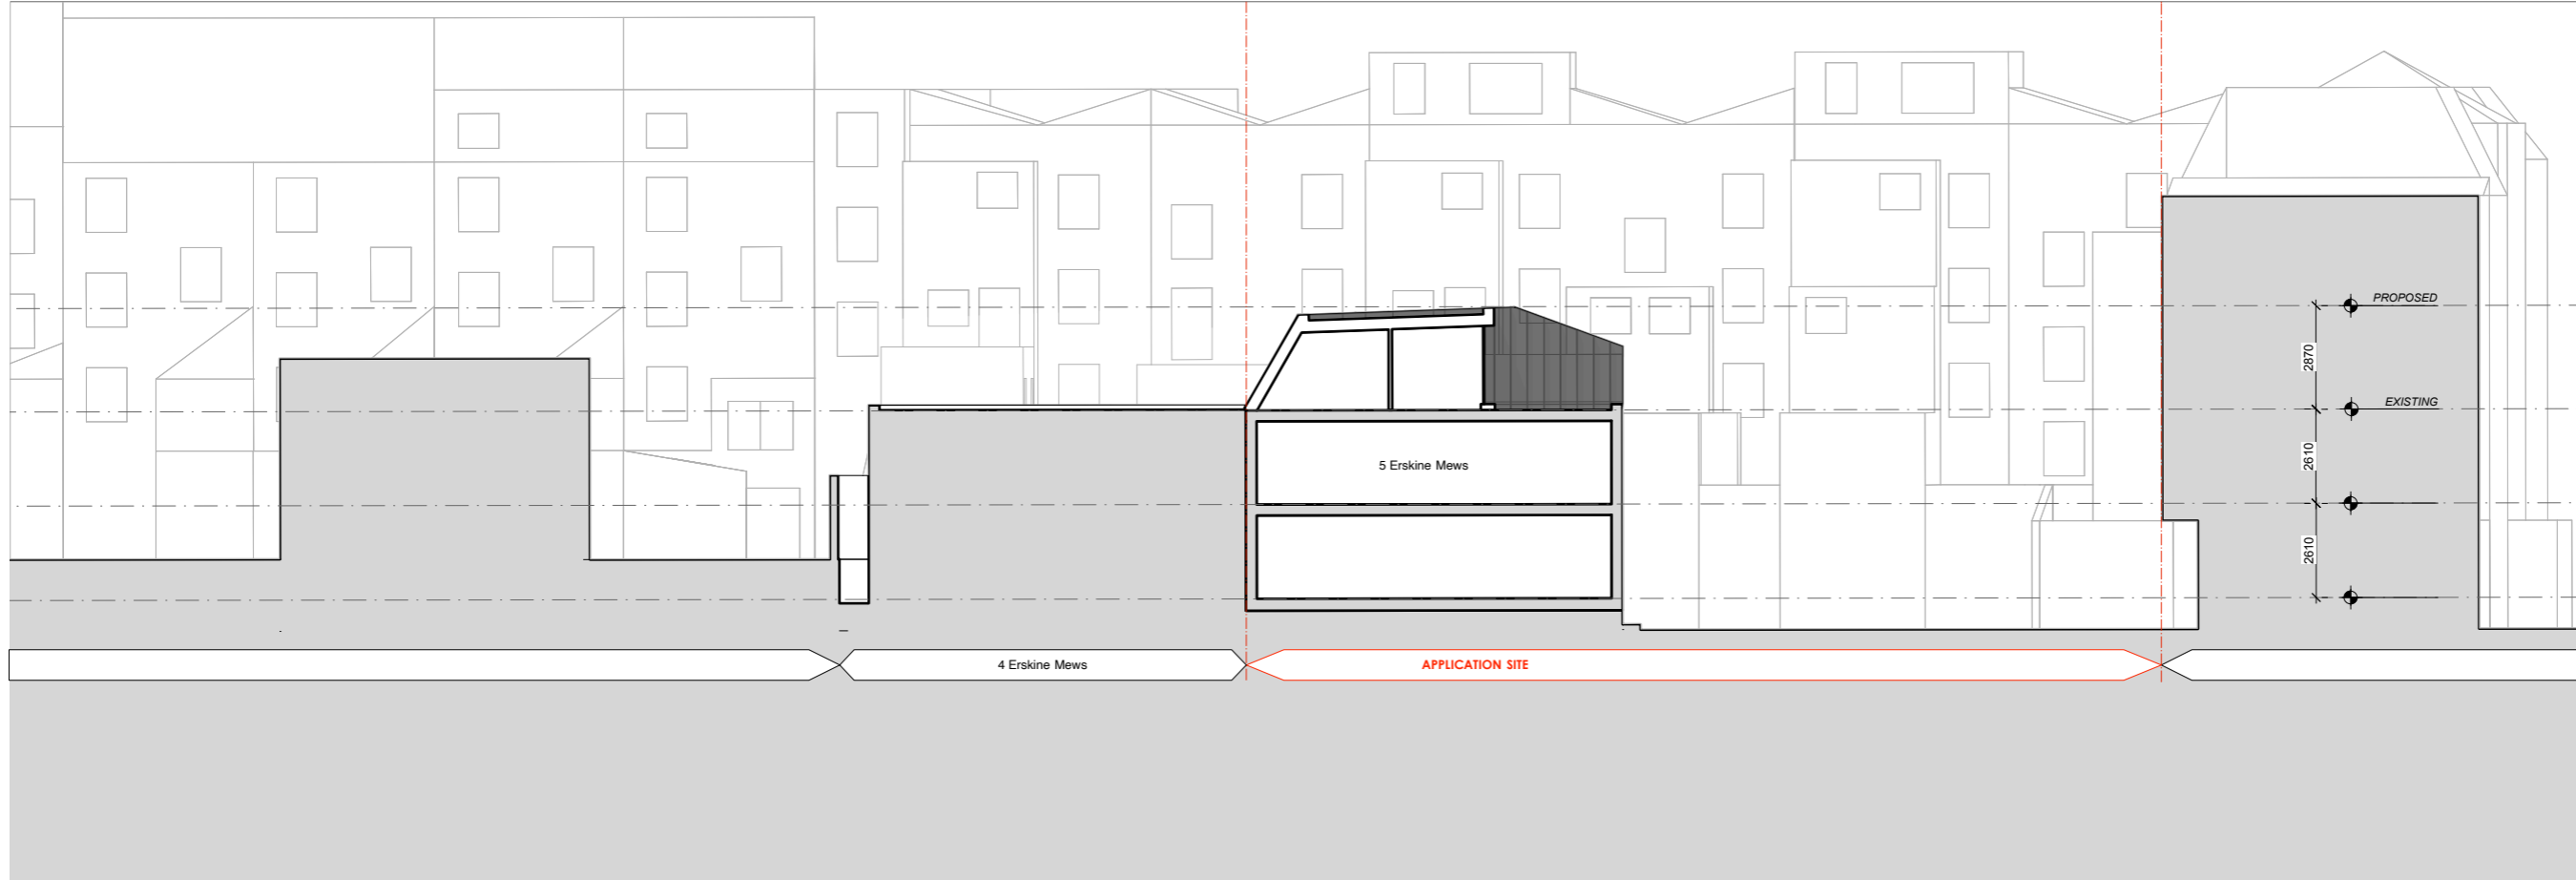 PROPOSED
2870
EXISTING
2610
5 Erskine Mews
2610
4 Erskine Mews
APPLICATION SITE